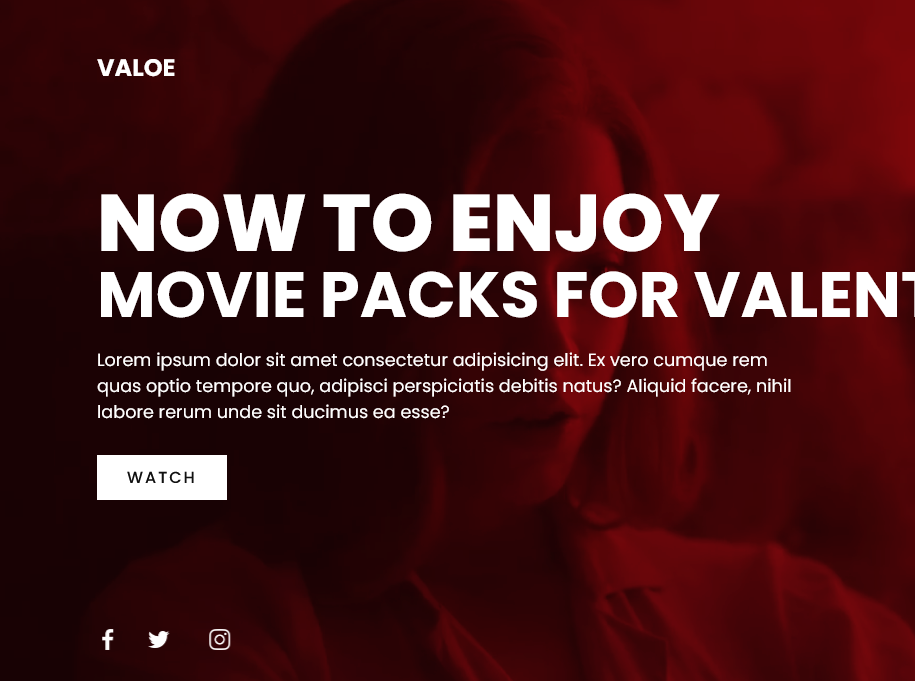 VALOE
NOW TO ENJOY
MOVIE PACKS FOR VALENT
Lorem ipsum dolor sit amet consectetur adipisicing elit. Ex vero cumque rem
quas optio tempore quo, adipisci perspiciatis debitis natus? Aliquid facere, nihil
labore rerum unde sit ducimus ea esse?
WATCH